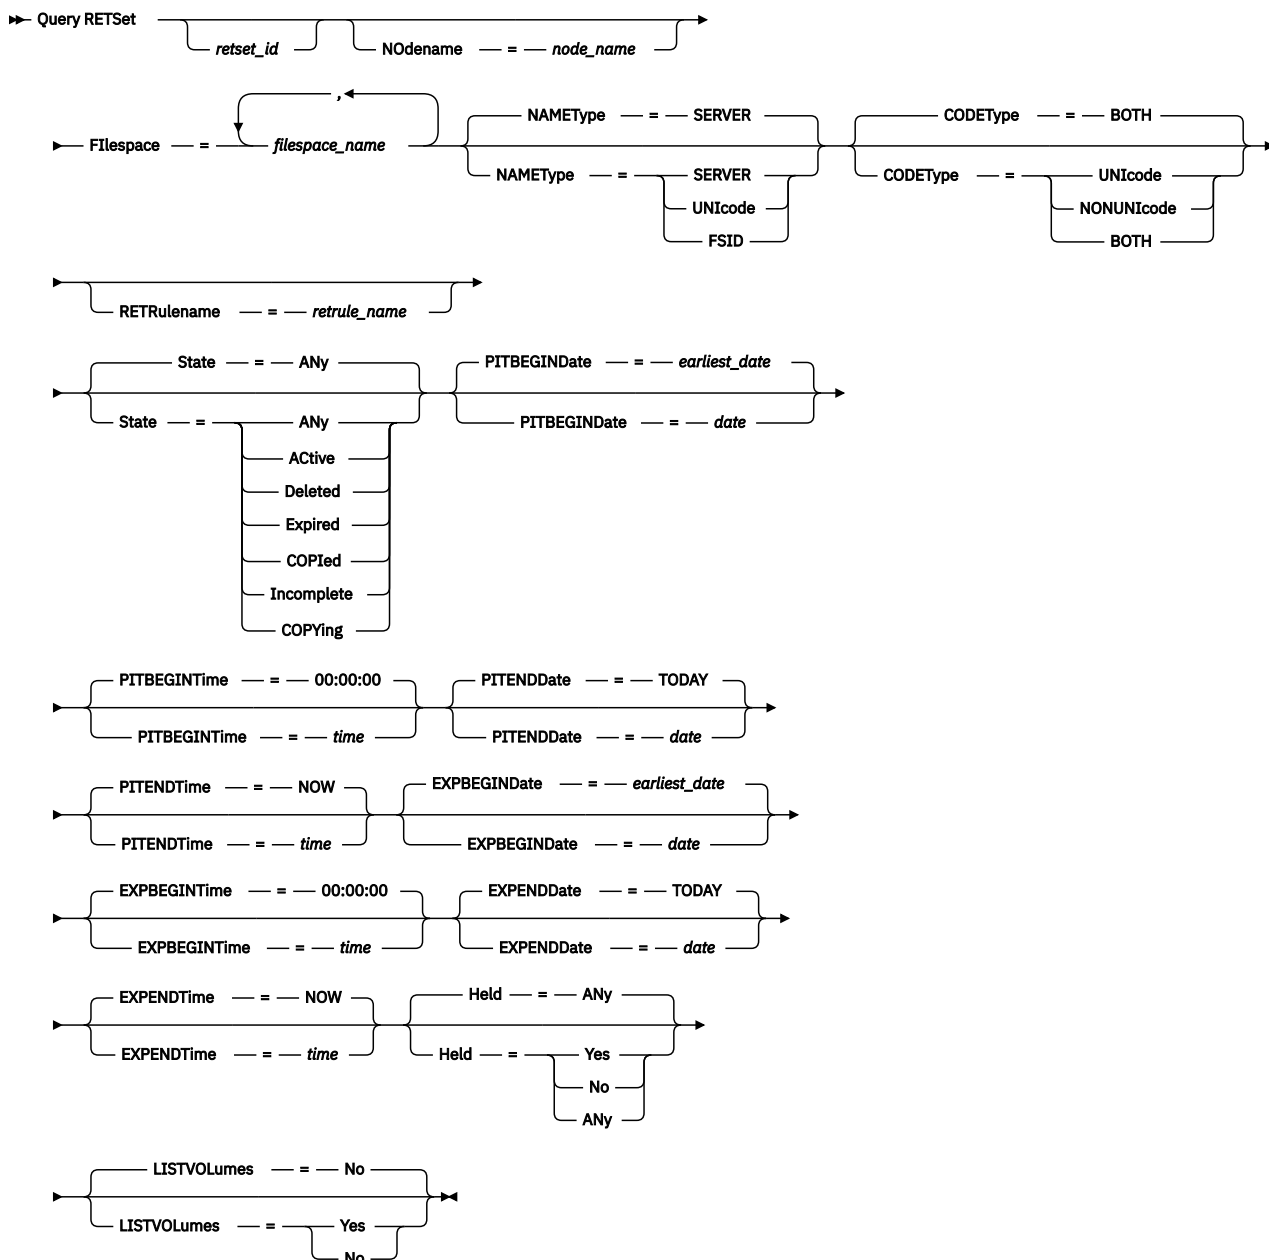 Query RETSet
retset_id NOdename = node_name
,
FIlespace = filespace_name
NAMEType = SERVER
NAMEType = SERVER
UNIcode
FSID
CODEType = BOTH
CODEType = UNIcode
NONUNIcode
BOTH
RETRulename = retrule_name
State = ANy
State = ANy
ACtive
Deleted
Expired
COPIed
Incomplete
COPYing
PITBEGINDate = earliest_date
PITBEGINDate = date
PITBEGINTime = 00:00:00
PITBEGINTime = time
PITENDDate = TODAY
PITENDDate = date
PITENDTime = NOW
PITENDTime = time
EXPBEGINDate = earliest_date
EXPBEGINDate = date
EXPBEGINTime = 00:00:00
EXPBEGINTime = time
EXPENDDate = TODAY
EXPENDDate = date
EXPENDTime = NOW
EXPENDTime = time
Held = ANy
Held = Yes
No
ANy
LISTVOLumes = No
LISTVOLumes = Yes
No